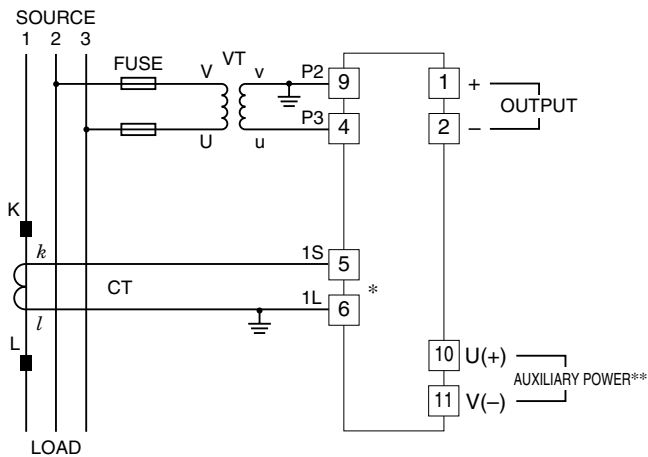 SOURCE
1 2 3
FUSE
VT
V
v
P2
9
1
+
OUTPUT
U
u
P3
4
2
–
K
k
1S
5
CT
*
l
1L
6
L
10
U(+)
AUXILIARY POWER**
11
V(–)
LOAD